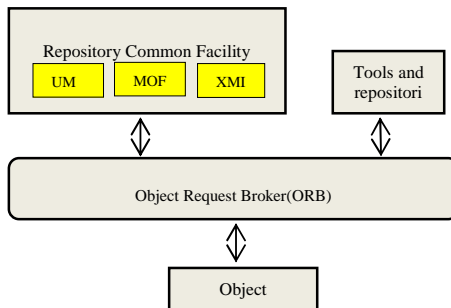 Repository Common Facility
UM MOF XMI
Tools and
repositori
Object Request Broker(ORB)
Object